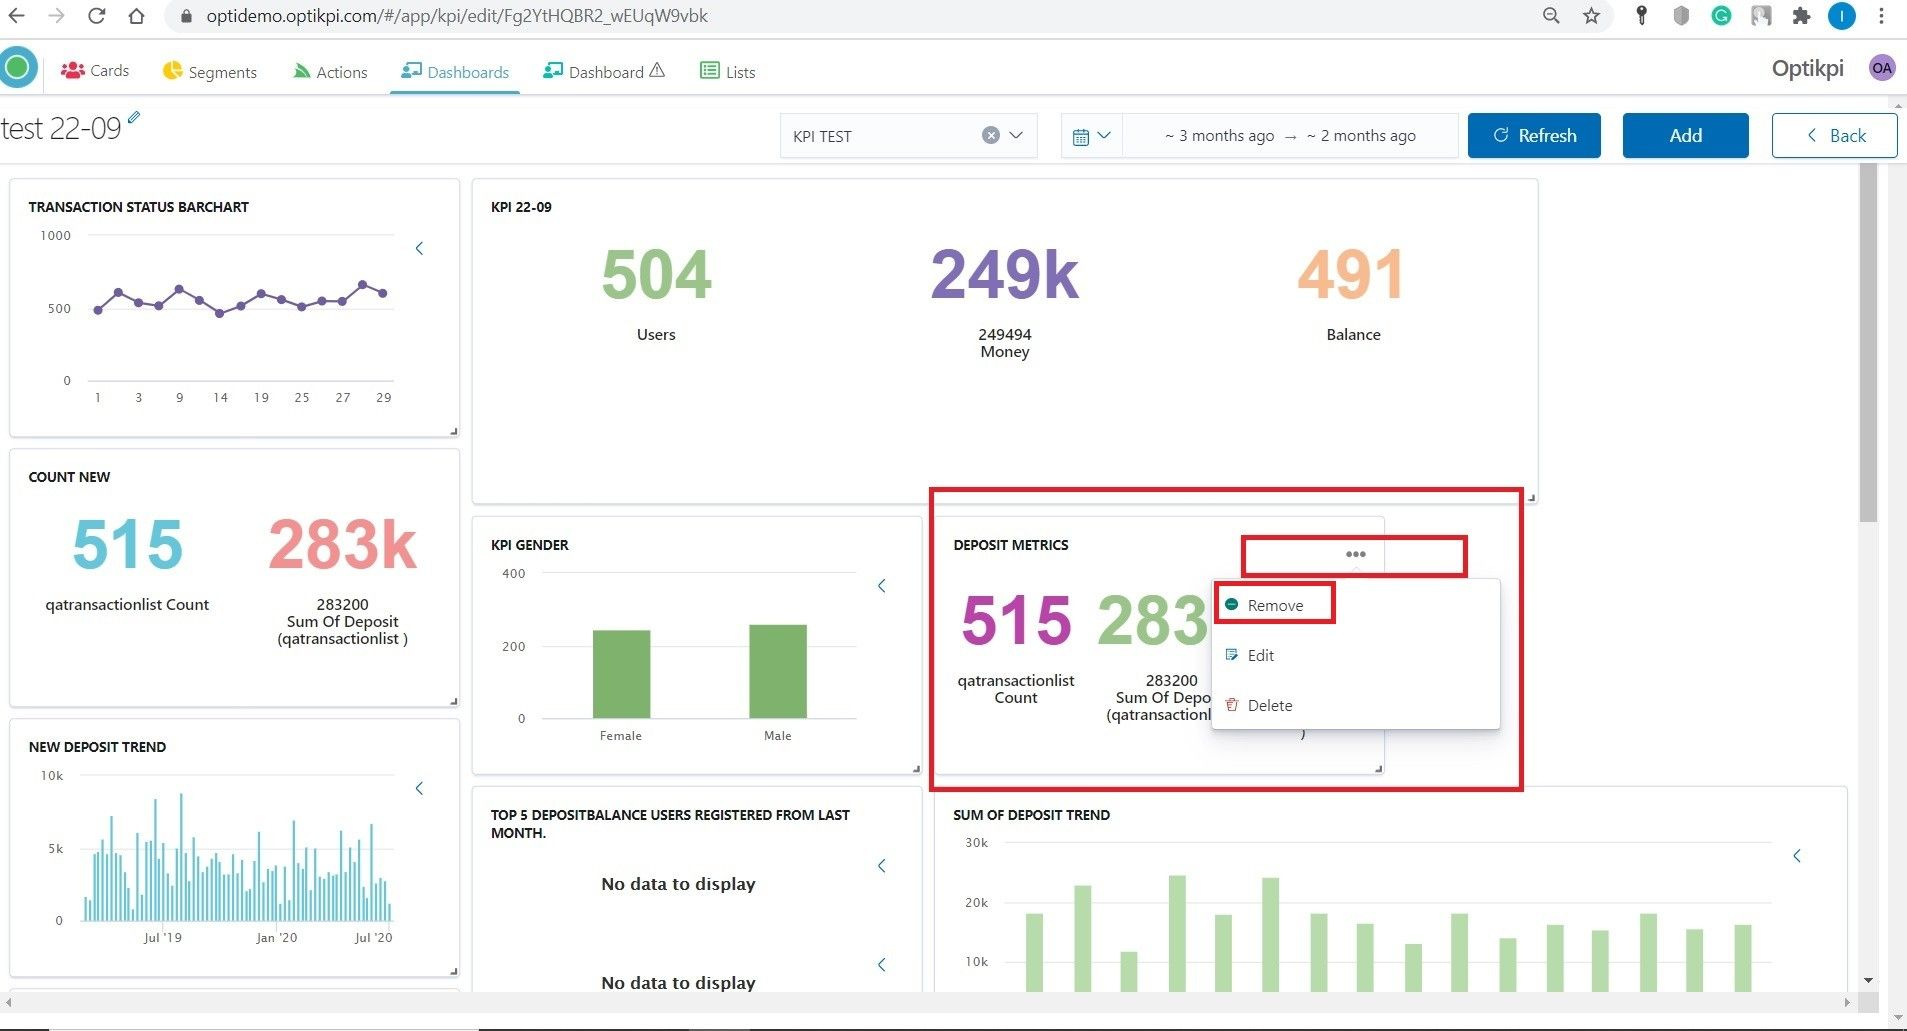 optidemo.optikpi.com/#/app/kpi/edit/Fg2YtHQBR2_wEUqW9vbk
I
Cards
Segments
Actions
Dashboards
Dashboard
Lists
Optikpi
OA
test 22-09
KPI TEST
~ 3 months ago → ~ 2 months ago
Refresh
Add
Back
TRANSACTION STATUS BARCHART
1000
500
0
1 3 9 14 19 25 27 29
KPI 22-09
504
Users
249k
249494
Money
491
Balance
COUNT NEW
515
qatransactionlist Count
283k
283200
Sum Of Deposit
(qatransactionlist )
KPI GENDER
400
200
0
Female Male
DEPOSIT METRICS
515
qatransactionlist
Count
283
283200
Sum Of Depo
(qatransactionl
)
Remove
Edit
Delete
NEW DEPOSIT TREND
10k
5k
0
Jul '19 Jan '20 Jul '20
TOP 5 DEPOSITBALANCE USERS REGISTERED FROM LAST
MONTH.
No data to display
No data to display
SUM OF DEPOSIT TREND
30k
20k
10k